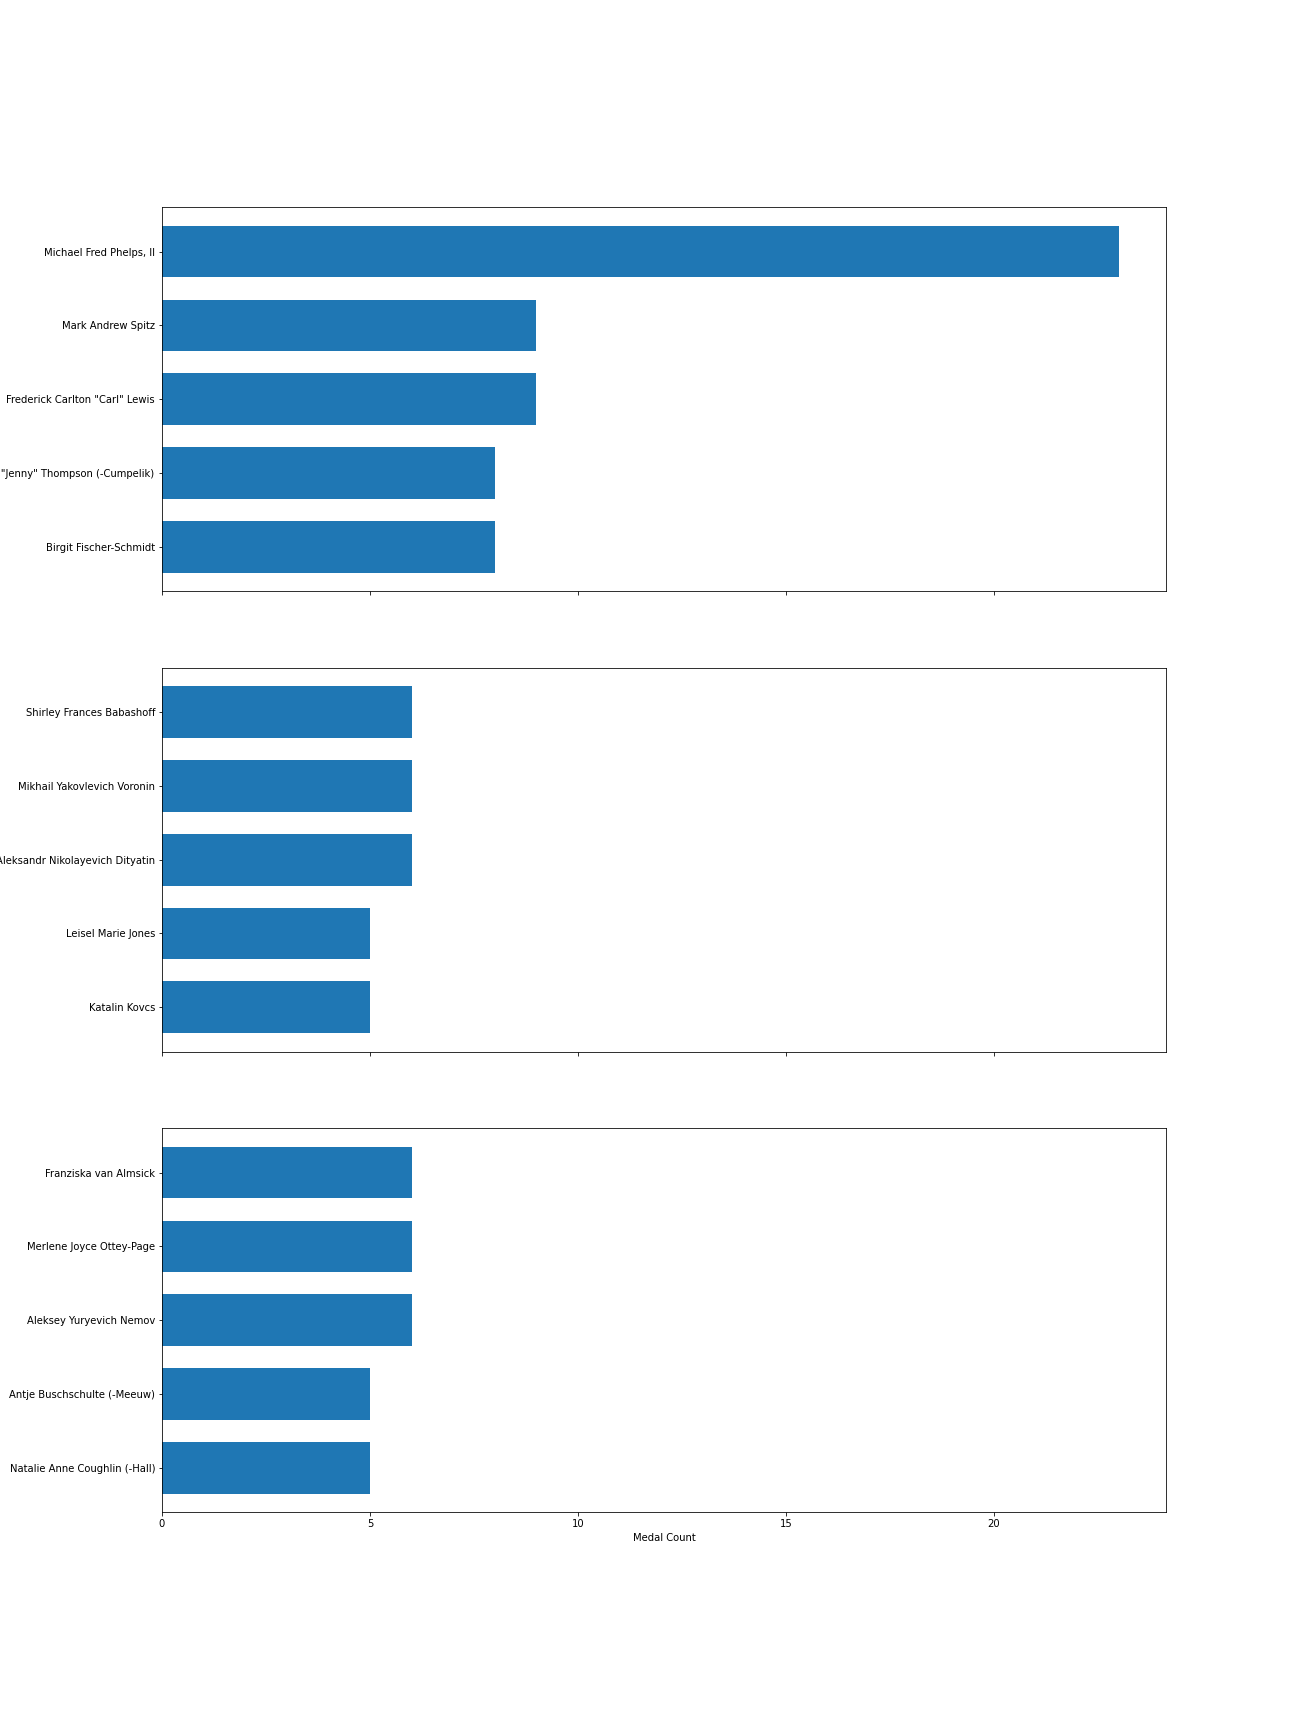 Michael Fred Phelps, II
Mark Andrew Spitz
Frederick Carlton "Carl" Lewis
"Jenny" Thompson (-Cumpelik)
Birgit Fischer-Schmidt
Shirley Frances Babashoff
Mikhail Yakovlevich Voronin
Aleksandr Nikolayevich Dityatin
Leisel Marie Jones
Katalin Kovcs
Franziska van Almsick
Merlene Joyce Ottey-Page
Aleksey Yuryevich Nemov
Antje Buschschulte (-Meeuw)
Natalie Anne Coughlin (-Hall)
0 5 10 15 20
Medal Count